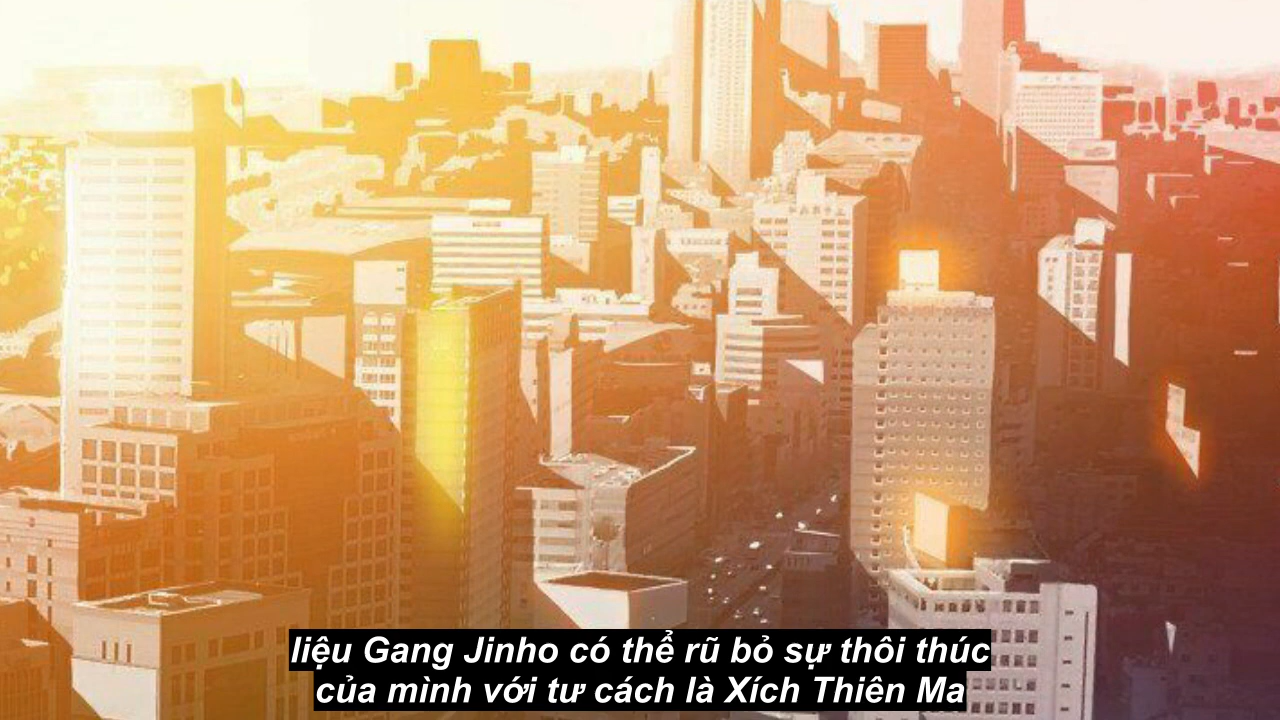 liệu Gang Jinho có thể rũ bỏ sự thôi thúc
của mình với tư cách là Xích Thiên Ma